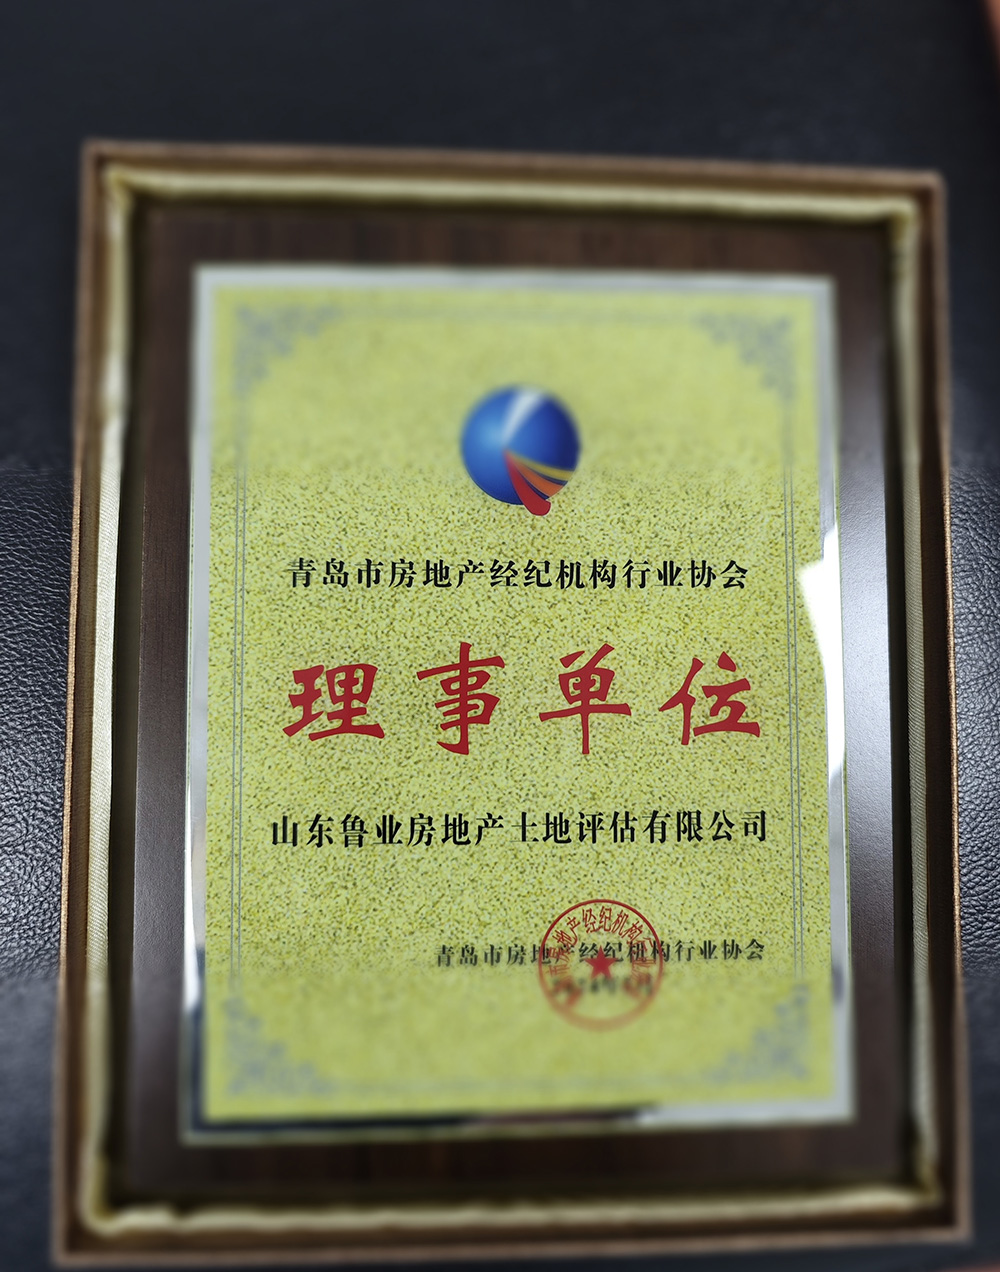 青岛市房地产经纪机构行业协会
理事单位
山东鲁业房地产土地评估有限公司
青岛市房地产经纪机构行业协会